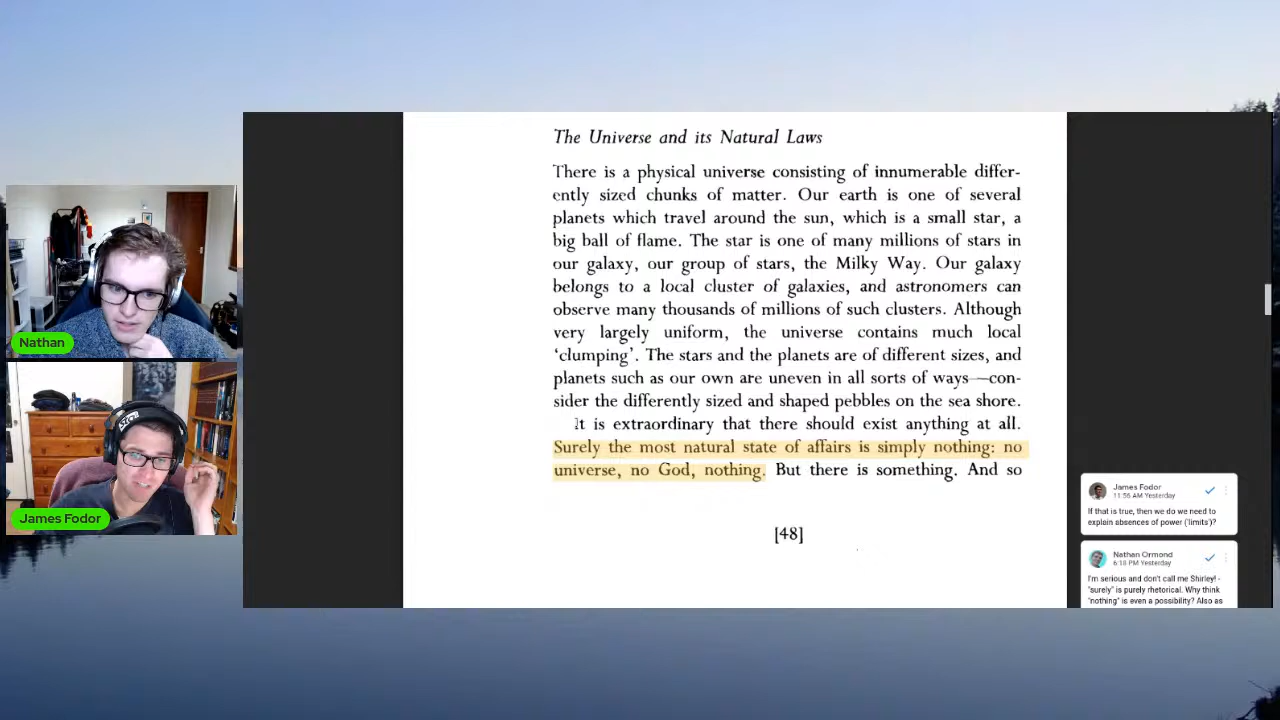 The Universe and its Natural Laws
There is a physical universe consisting of innumerable differ-
ently sized chunks of matter. Our earth is one of several
planets which travel around the sun, which is a small star, a
big ball of flame. The star is one of many millions of stars in
our galaxy, our group of stars, the Milky Way. Our galaxy
belongs to a local cluster of galaxies, and astronomers can
observe many thousands of millions of such clusters. Although
very largely uniform, the universe contains much local
‘clumping’. The stars and the planets are of different sizes, and
planets such as our own are uneven in all sorts of ways—con-
sider the differently sized and shaped pebbles on the sea shore.
It is extraordinary that there should exist anything at all.
Surely the most natural state of affairs is simply nothing: no
universe, no God, nothing. But there is something. And so
[48]
Nathan
James Fodor
James Fodor
11:56 AM Yesterday
If that is true, then we do we need to
explain absences of power ('limits')?
Nathan Ormond
6:18 PM Yesterday
I'm serious and don't call me Shirley! -
"surely" is purely rhetorical. Why think
"nothing" is even a possibility? Also as